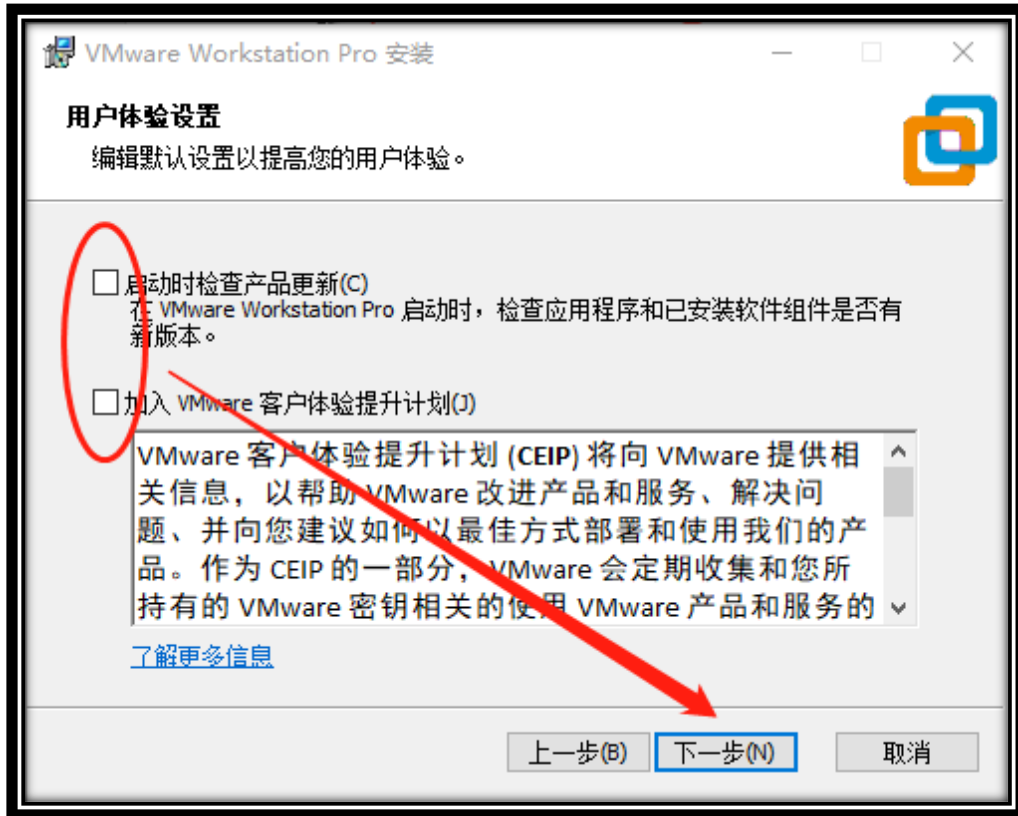 VMware Workstation Pro 安装
用户体验设置
编辑默认设置以提高您的用户体验。
启动时检查产品更新(C)
在 VMware Workstation Pro 启动时，检查应用程序和已安装软件组件是否有
新版本。
加入 VMware 客户体验提升计划(J)
VMware 客户体验提升计划 (CEIP) 将向 VMware 提供相
关信息，以帮助 VMware 改进产品和服务、解决问
题、并向您建议如何以最佳方式部署和使用我们的产
品。作为 CEIP 的一部分，VMware 会定期收集和您所
持有的 VMware 密钥相关的使用 VMware 产品和服务的
了解更多信息
上一步(B) 下一步(N) 取消